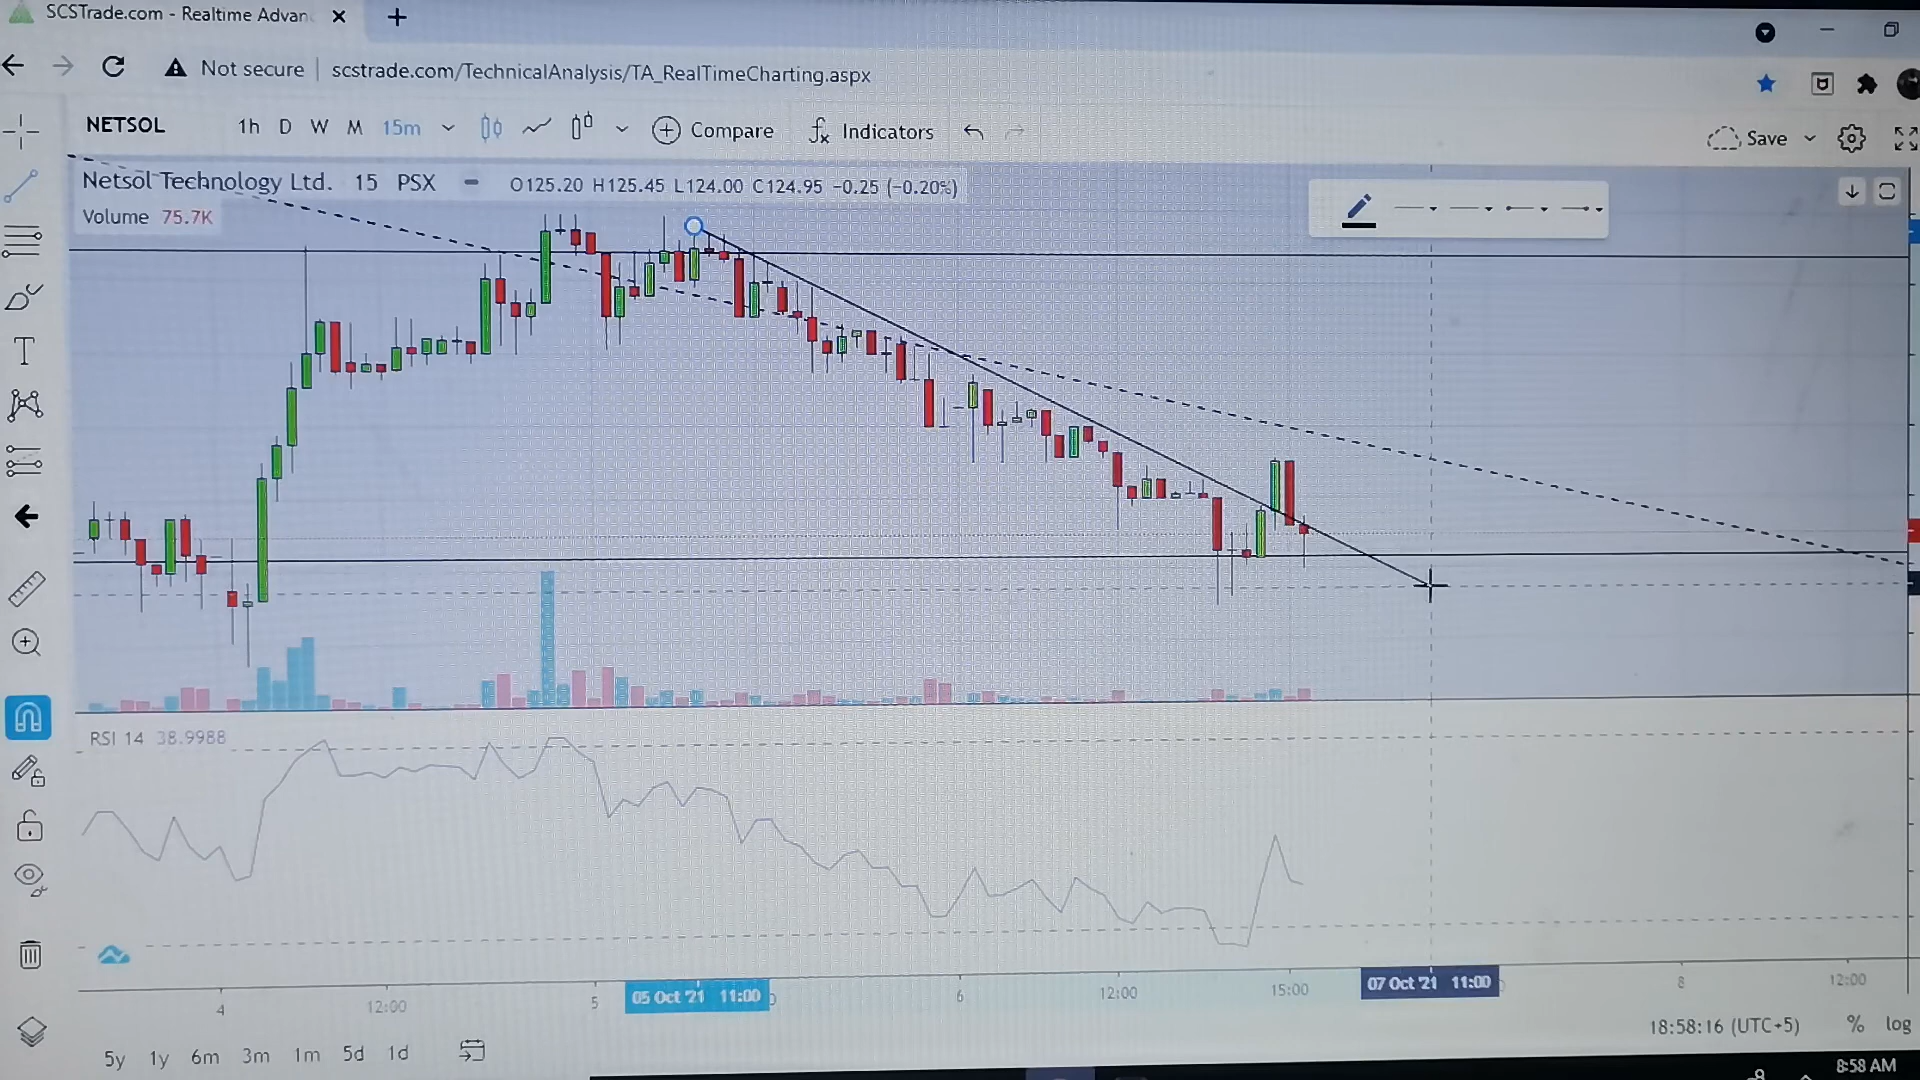 SCSTrade.com - Realtime Advan
Not secure | scstrade.com/TechnicalAnalysis/TA_RealTimeCharting.aspx
NETSOL 1h D W M 15m Compare fx Indicators Save
Netsol Technology Ltd. 15 PSX O125.20 H125.45 L124.00 C124.95 −0.25 (−0.20%)
Volume 75.7K
T
RSI 14 38.9988
4 12:00 5 05 Oct '21 11:00 6 12:00 15:00 07 Oct '21 11:00 8 12:00
18:58:16 (UTC+5) % log
5y 1y 6m 3m 1m 5d 1d
8:58 AM